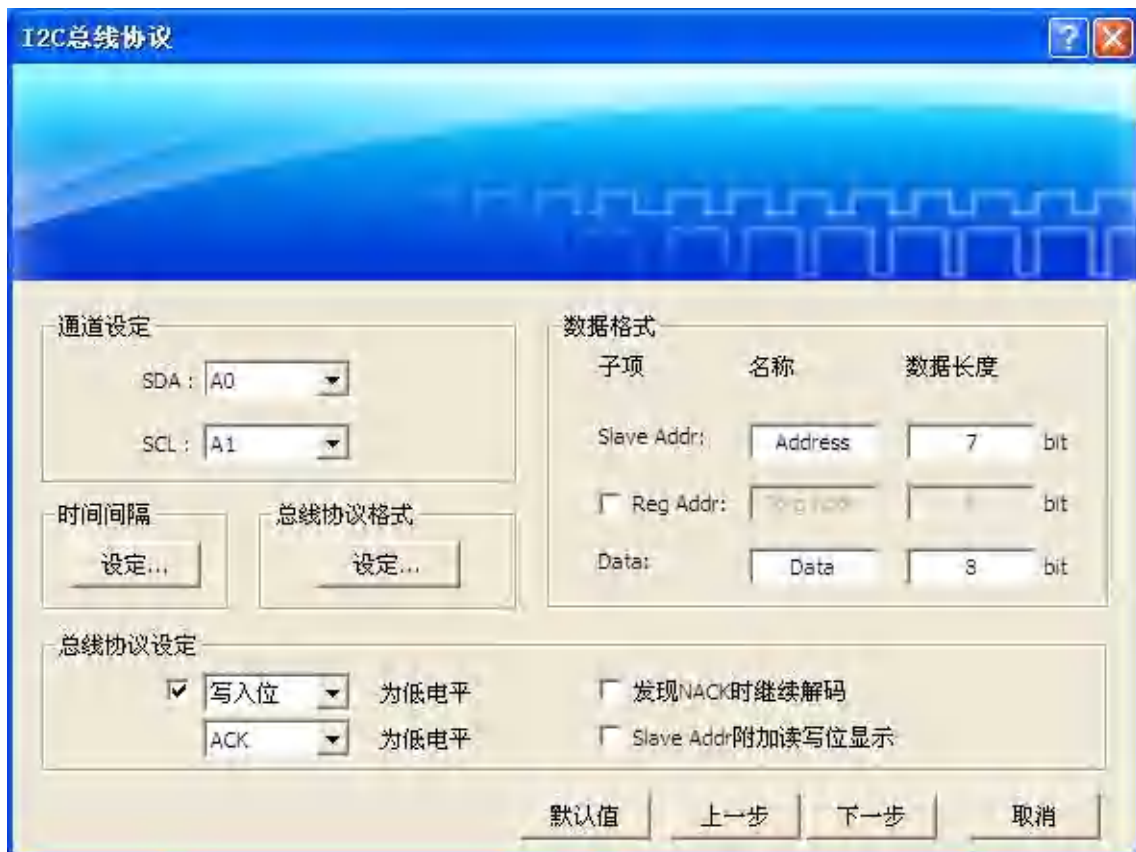 I2C总线协议
通道设定
SDA: A0
SCL: A1
时间间隔
设定...
总线协议格式
设定...
数据格式
子项 名称 数据长度
Slave Addr: Address 7 bit
Reg Addr: bit
Data: Data 8 bit
总线协议设定
写入位 为低电平
ACK 为低电平
发现NACK时继续解码
Slave Addr附加读写位显示
默认值 上一步 下一步 取消